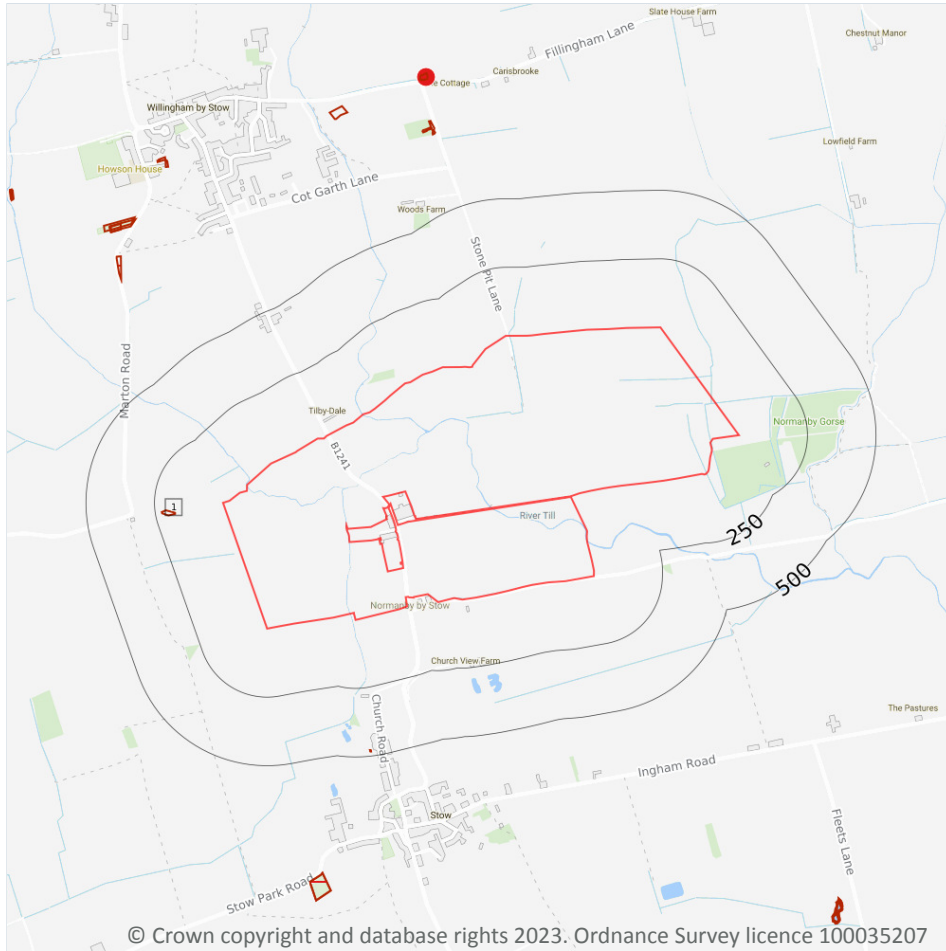 Slate House Farm
Fillingham Lane
Chestnut Manor
Carisbrooke
e Cottage
Willingham by Stow
Lowfield Farm
Howson House
Cot Garth Lane
Woods Farm
Stone Pit Lane
Marton Road
Tilby Dale
Normanby Gorse
B1241
1
River Till
250
500
Normanby by Stow
Church View Farm
Church Road
The Pastures
Ingham Road
Stow
Fleets Lane
Stow Park Road
© Crown copyright and database rights 2023. Ordnance Survey licence 100035207